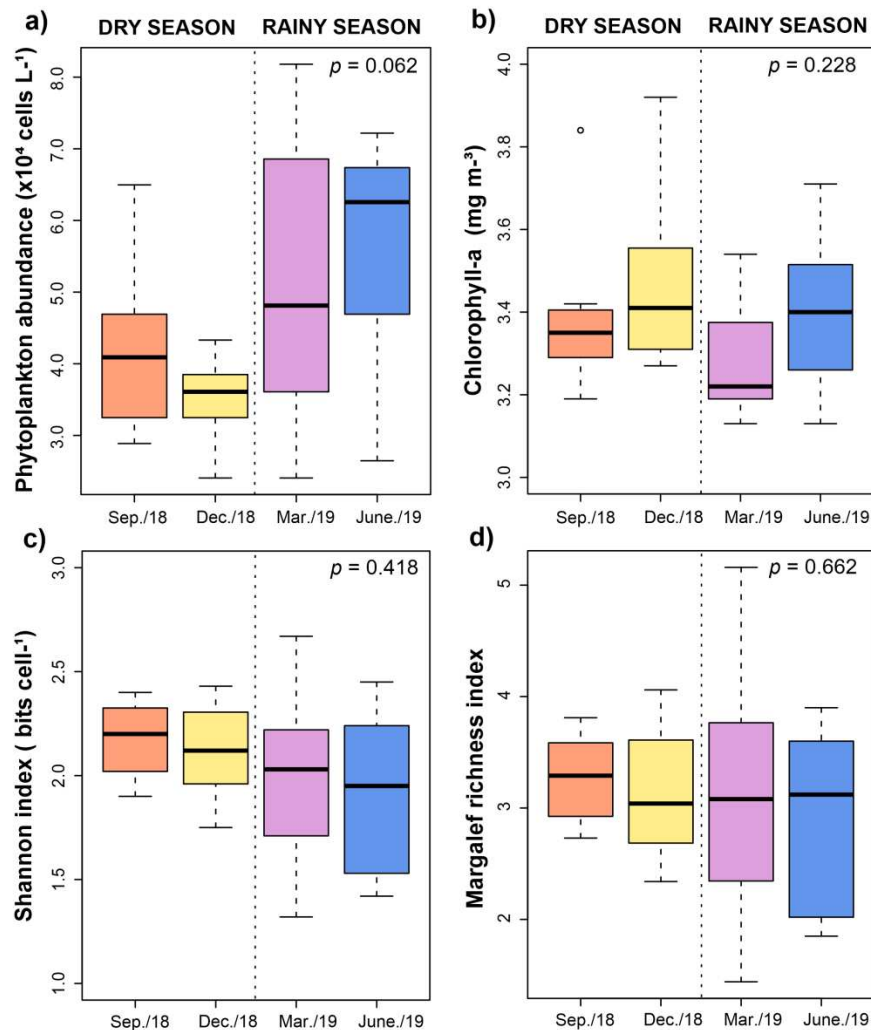 a)
DRY SEASON
RAINY SEASON
p = 0.062
Phytoplankton abundance (x10⁴ cells L-¹)
8.0
7.0
6.0
5.0
4.0
3.0
Sep./18
Dec./18
Mar./19
June./19
b)
DRY SEASON
RAINY SEASON
p = 0.228
Chlorophyll-a (mg m-³)
4.0
3.8
3.6
3.4
3.2
3.0
Sep./18
Dec./18
Mar./19
June./19
c)
p = 0.418
Shannon index ( bits cell-¹)
3.0
2.5
2.0
1.5
1.0
Sep./18
Dec./18
Mar./19
June./19
d)
p = 0.662
Margalef richness index
5
4
3
2
Sep./18
Dec./18
Mar./19
June./19